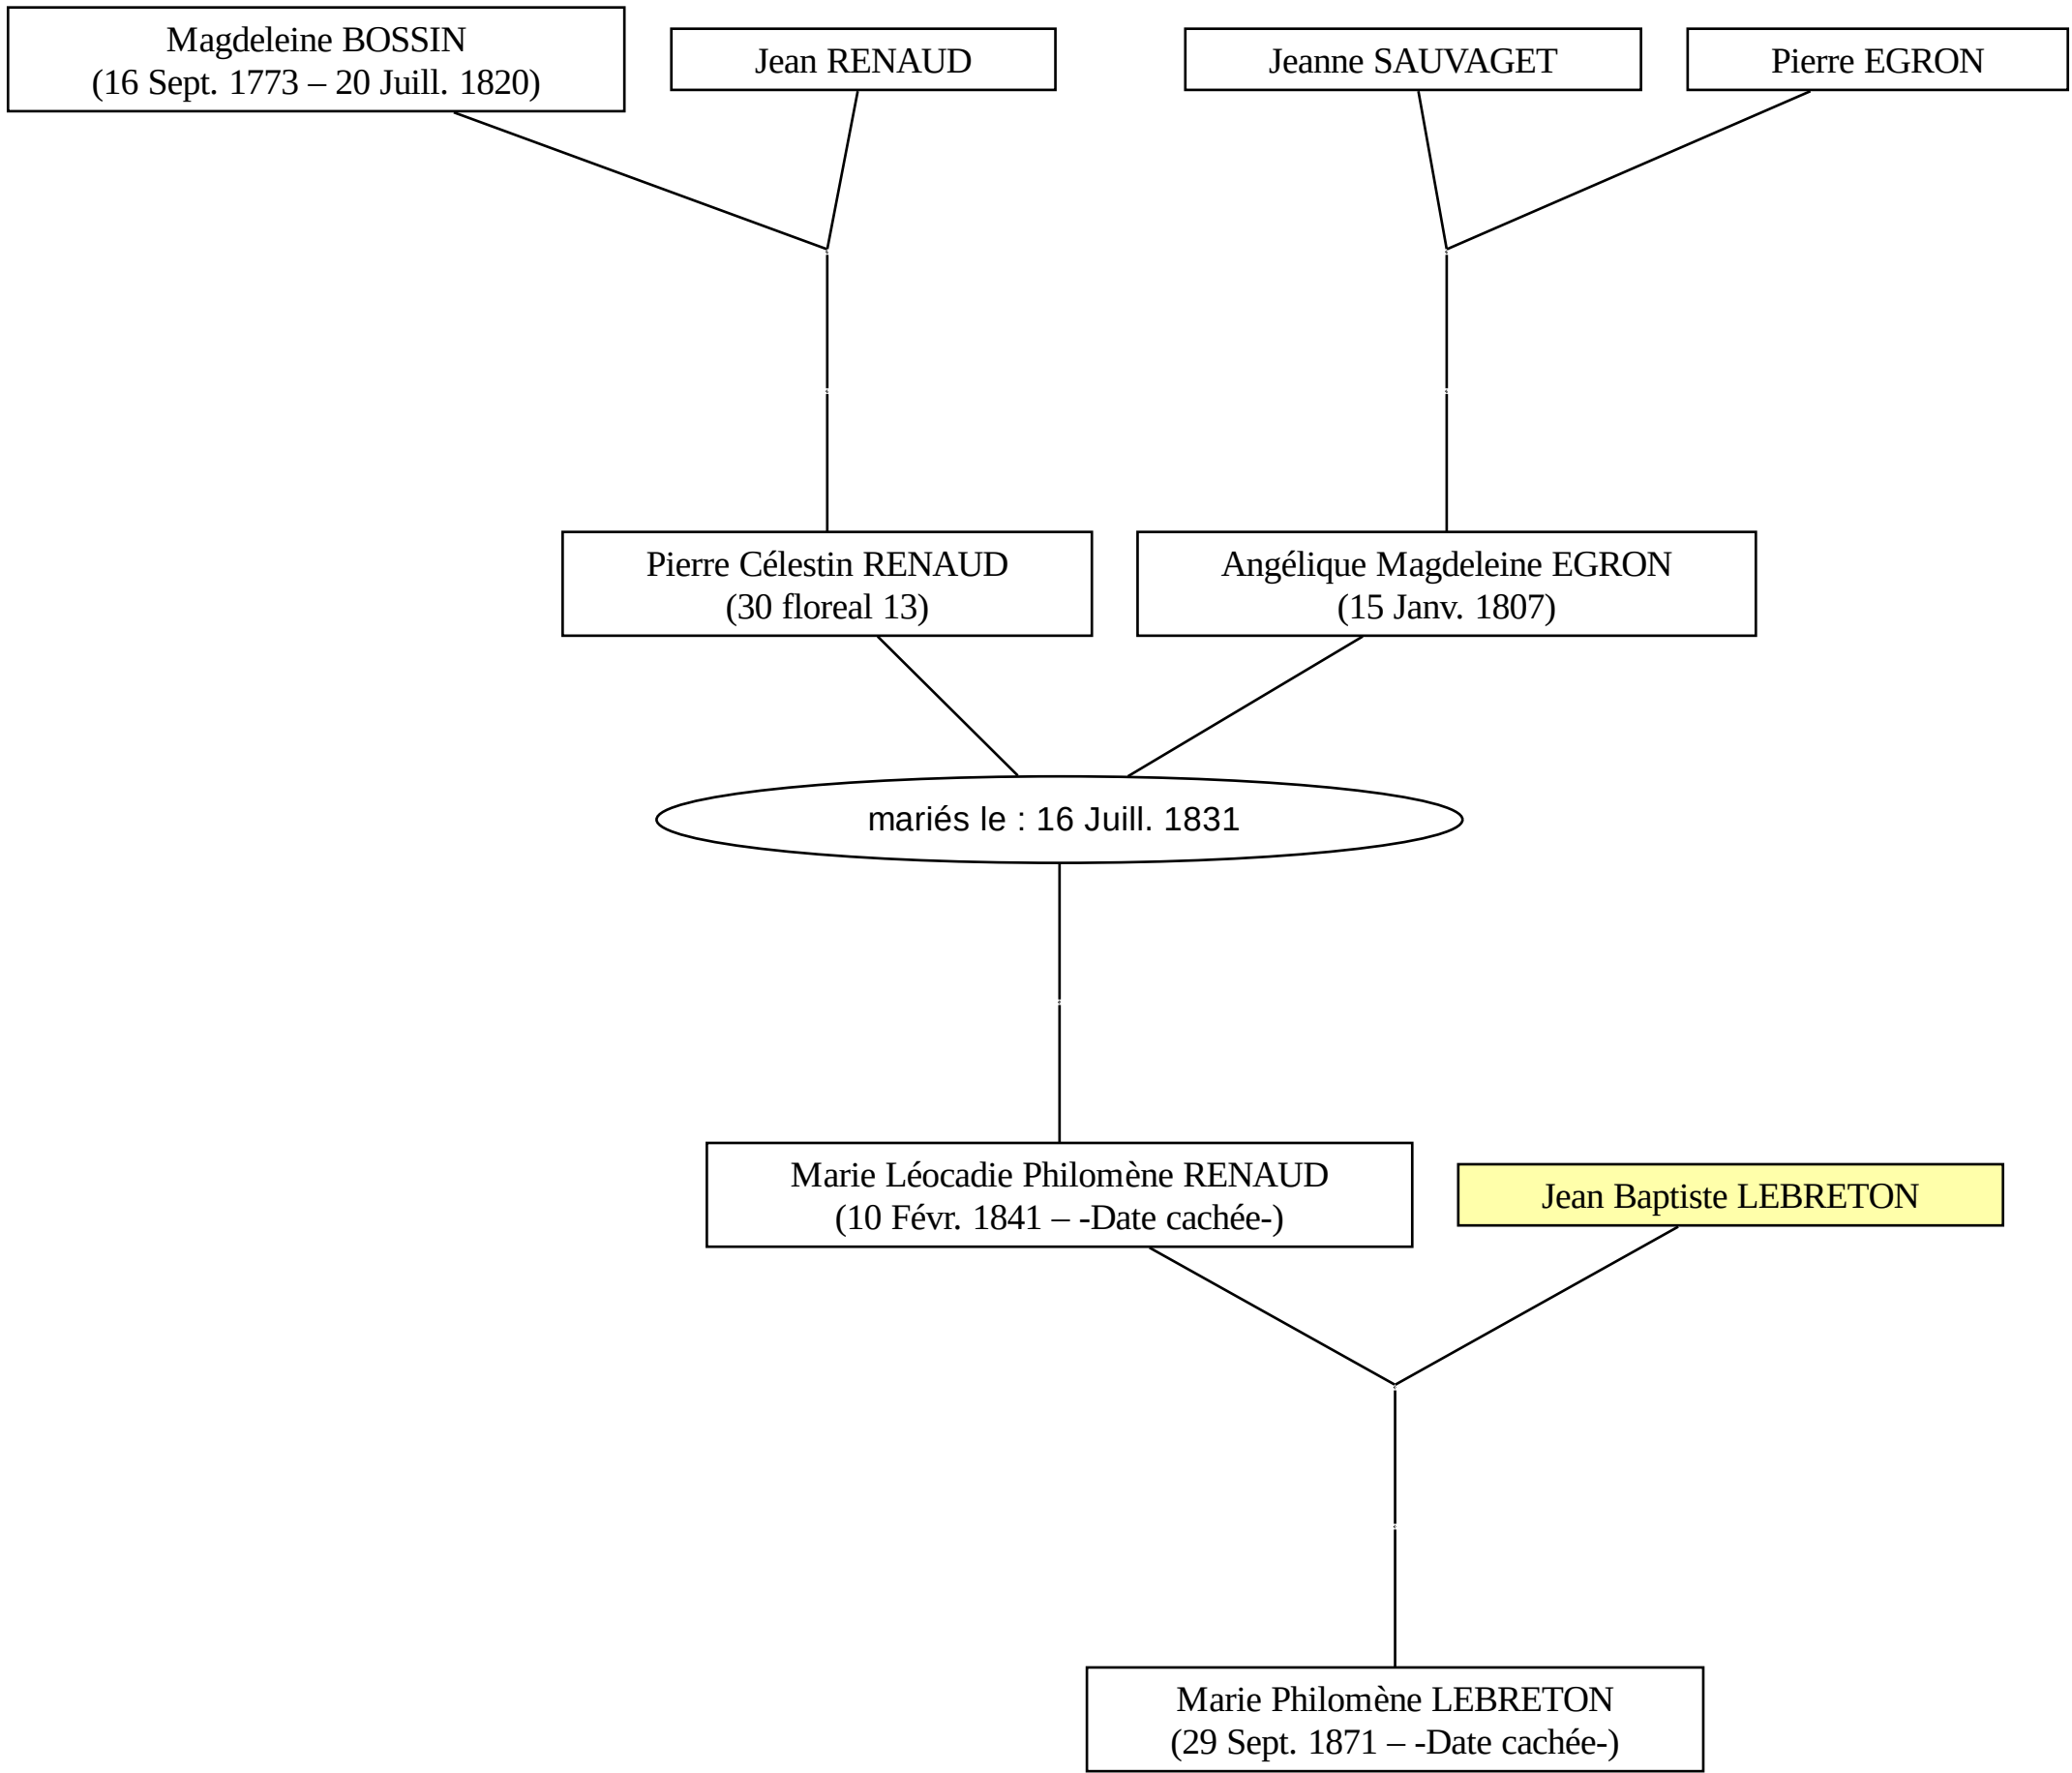 Magdeleine BOSSIN
(16 Sept. 1773 – 20 Juill. 1820)
Jean RENAUD
Jeanne SAUVAGET
Pierre EGRON
Pierre Célestin RENAUD
(30 floreal 13)
Angélique Magdeleine EGRON
(15 Janv. 1807)
mariés le : 16 Juill. 1831
Marie Léocadie Philomène RENAUD
(10 Févr. 1841 – -Date cachée-)
Jean Baptiste LEBRETON
Marie Philomène LEBRETON
(29 Sept. 1871 – -Date cachée-)